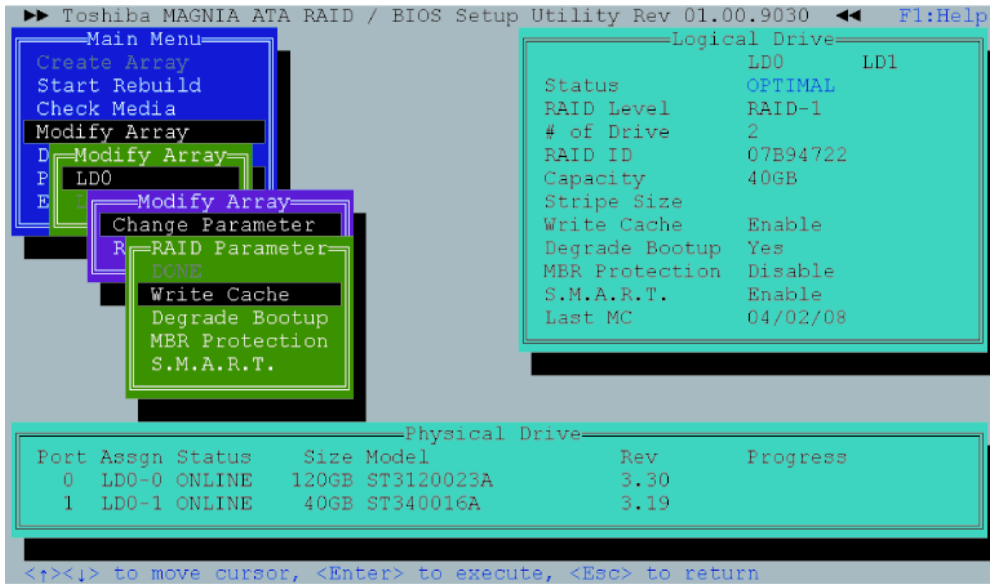 ►► Toshiba MAGNIA ATA RAID / BIOS Setup Utility Rev 01.00.9030 ◄◄ F1:Help
Main Menu
Create Array
Start Rebuild
Check Media
Modify Array
D
P
E
Modify Array
LD0
L
Modify Array
Change Parameter
R
RAID Parameter
DONE
Write Cache
Degrade Bootup
MBR Protection
S.M.A.R.T.
Logical Drive
LD0 LD1
Status OPTIMAL
RAID Level RAID-1
# of Drive 2
RAID ID 07B94722
Capacity 40GB
Stripe Size
Write Cache Enable
Degrade Bootup Yes
MBR Protection Disable
S.M.A.R.T. Enable
Last MC 04/02/08
Physical Drive
Port Assgn Status Size Model Rev Progress
0 LD0-0 ONLINE 120GB ST3120023A 3.30
1 LD0-1 ONLINE 40GB ST340016A 3.19
<↑><↓> to move cursor, <Enter> to execute, <Esc> to return